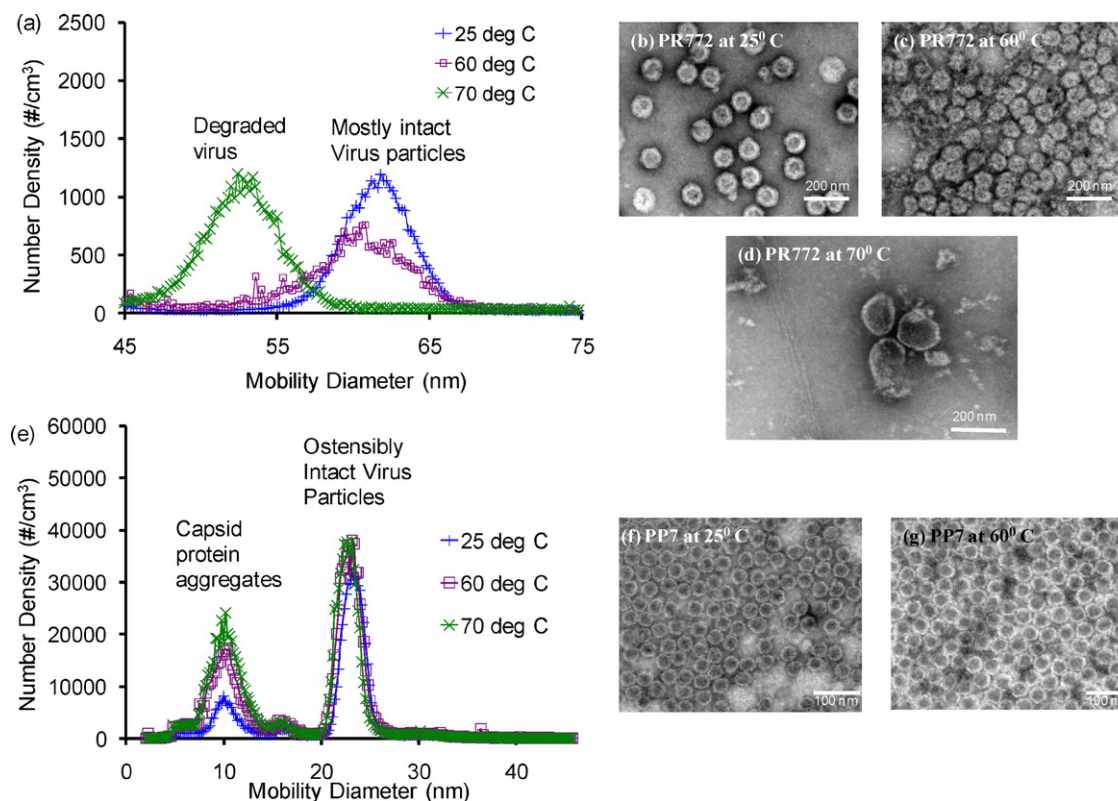 (a)
2500
2000
1500
1000
500
0
Number Density (#/cm³)
25 deg C
60 deg C
70 deg C
Degraded
virus
Mostly intact
Virus particles
45
55
65
75
Mobility Diameter (nm)
(b) PR772 at 25⁰ C
200 nm
(c) PR772 at 60⁰ C
200 nm
(d) PR772 at 70⁰ C
200 nm
(e)
60000
50000
40000
30000
20000
10000
0
Number Density (#/cm³)
Capsid
protein
aggregates
Ostensibly
Intact Virus
Particles
25 deg C
60 deg C
70 deg C
0
10
20
30
40
Mobility Diameter (nm)
(f) PP7 at 25⁰ C
100 nm
(g) PP7 at 60⁰ C
100 nm